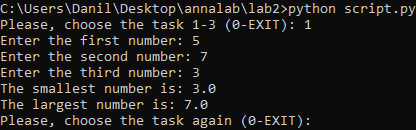 C:\Users\Danil\Desktop\annalab\lab2>python script.py
Please, choose the task 1-3 (0-EXIT): 1
Enter the first number: 5
Enter the second number: 7
Enter the third number: 3
The smallest number is: 3.0
The largest number is: 7.0
Please, choose the task again (0-EXIT):